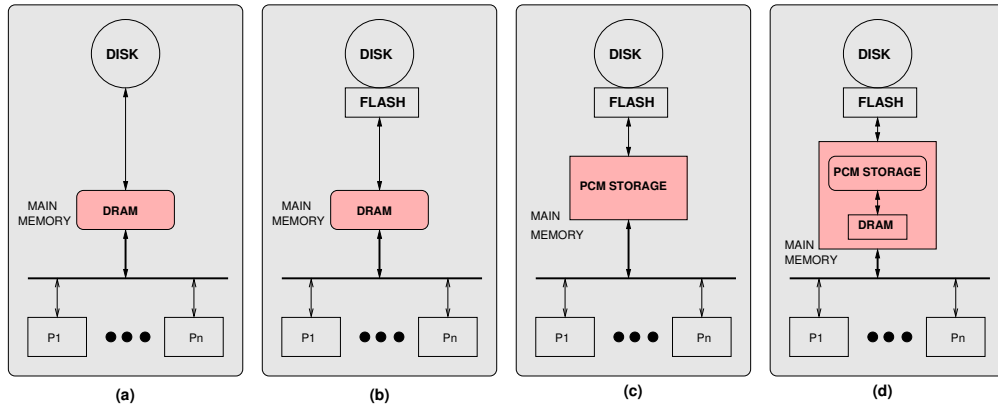 DISK
DRAM
MAIN
MEMORY
P1
Pn
(a)
DISK
FLASH
DRAM
MAIN
MEMORY
P1
Pn
(b)
DISK
FLASH
PCM STORAGE
MAIN
MEMORY
P1
Pn
(c)
DISK
FLASH
PCM STORAGE
DRAM
MAIN
MEMORY
P1
Pn
(d)